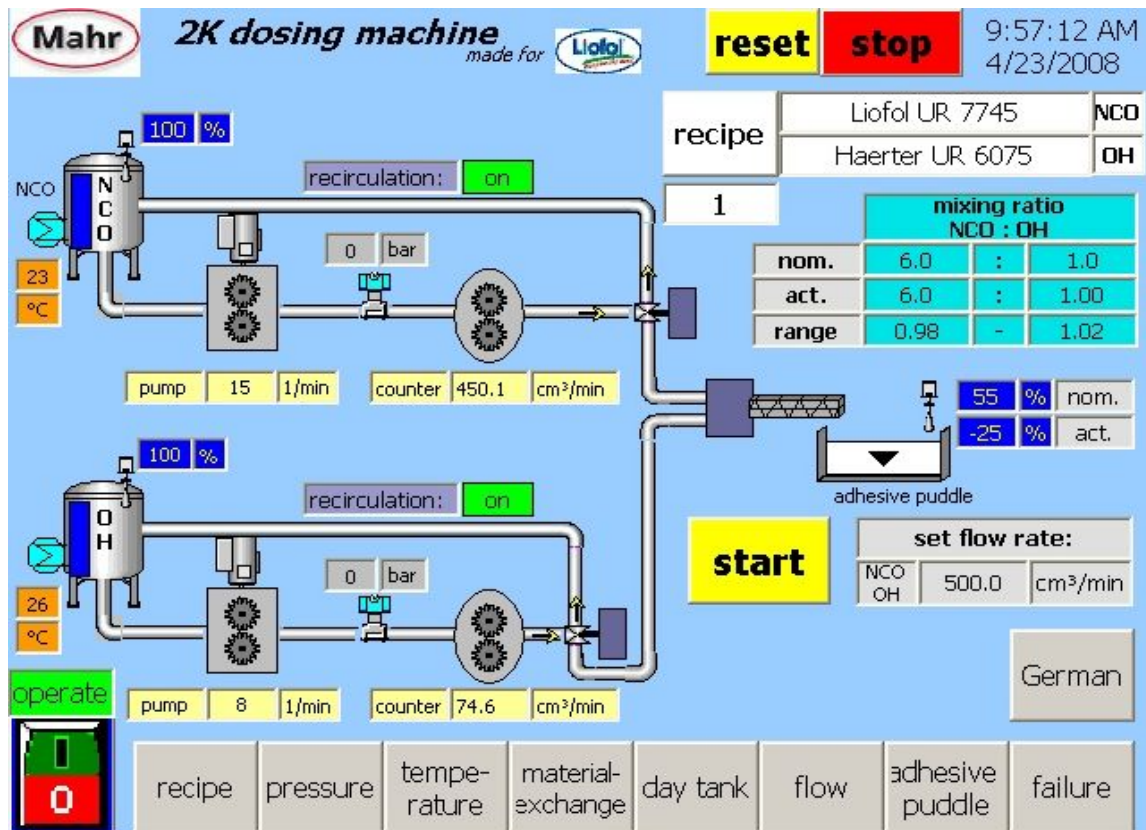 Mahr
2K dosing machine
made for Liofol
reset
stop
9:57:12 AM
4/23/2008
recipe
Liofol UR 7745 NCO
Haerter UR 6075 OH
1
mixing ratio
NCO : OH
nom. 6.0 : 1.0
act. 6.0 : 1.00
range 0.98 - 1.02
100 %
NCO
NCO
recirculation: on
0 bar
23
°C
pump 15 1/min
counter 450.1 cm³/min
55 % nom.
-25 % act.
adhesive puddle
100 %
OH
recirculation: on
0 bar
26
°C
pump 8 1/min
counter 74.6 cm³/min
start
set flow rate:
NCO
OH
500.0 cm³/min
German
operate
I
0
recipe
pressure
tempe-
rature
material-
exchange
day tank
flow
adhesive
puddle
failure